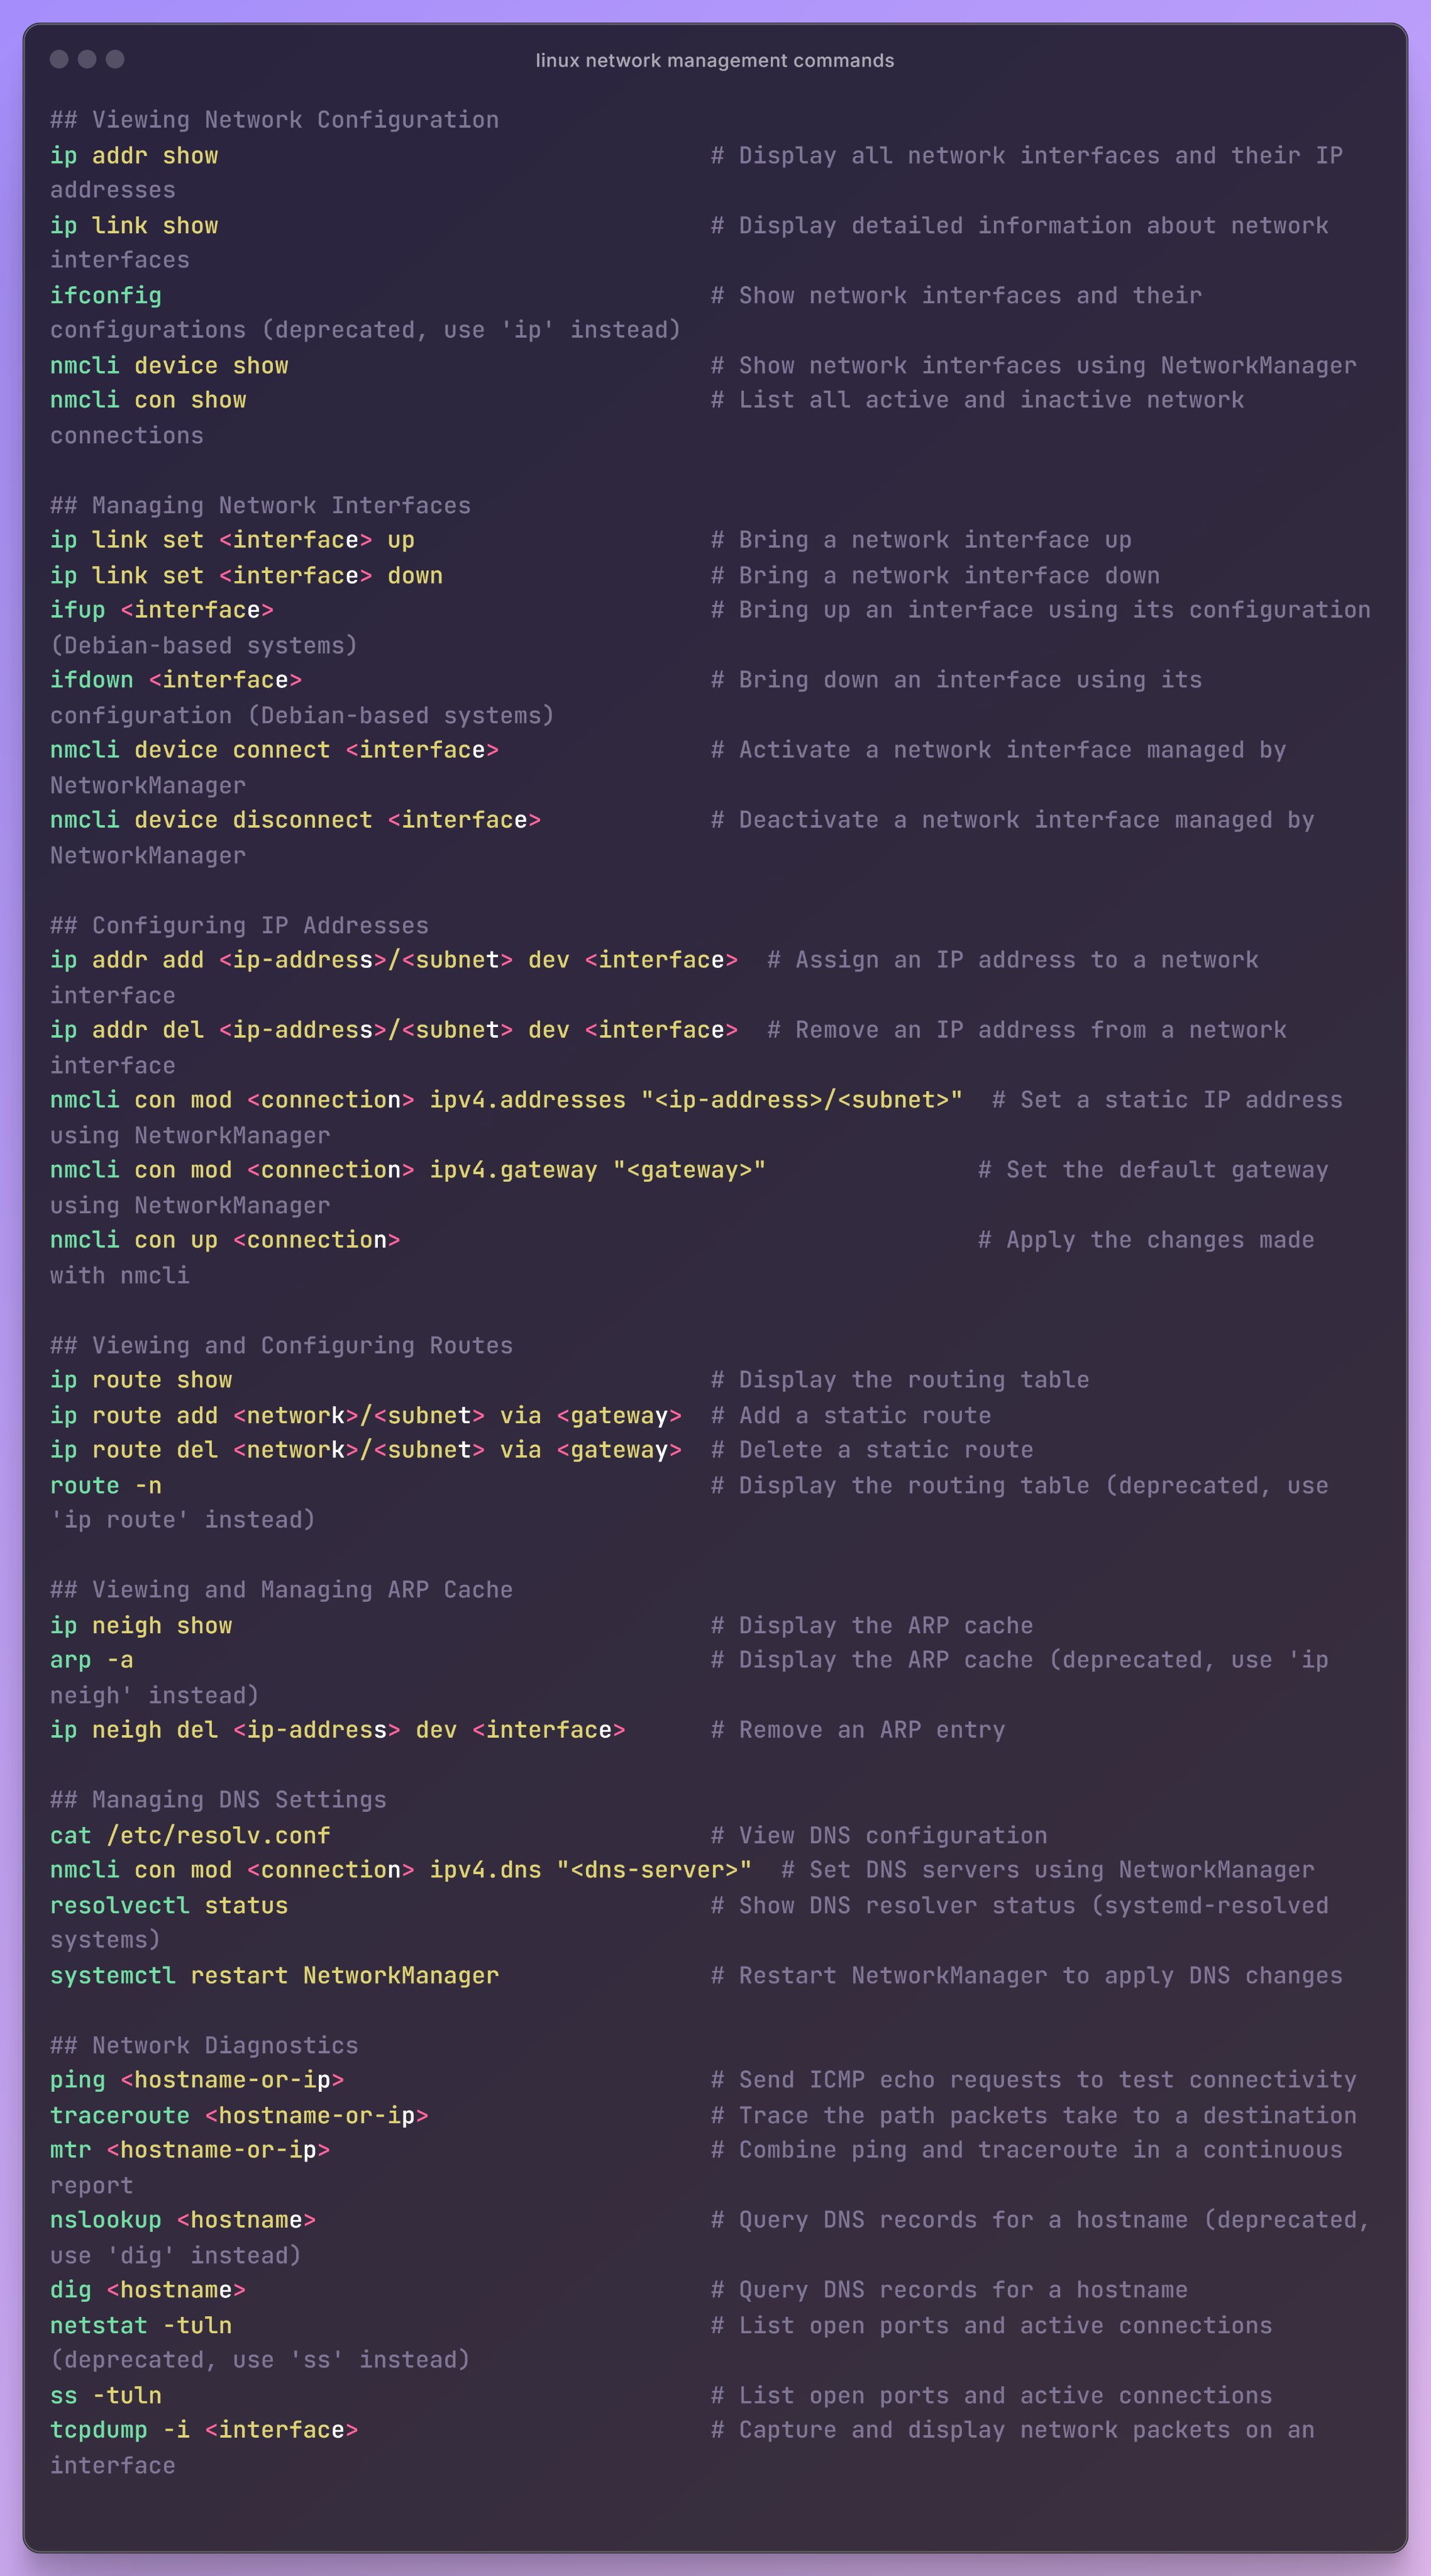 linux network management commands
## Viewing Network Configuration
ip addr show                                   # Display all network interfaces and their IP
addresses
ip link show                                   # Display detailed information about network
interfaces
ifconfig                                       # Show network interfaces and their
configurations (deprecated, use 'ip' instead)
nmcli device show                              # Show network interfaces using NetworkManager
nmcli con show                                 # List all active and inactive network
connections

## Managing Network Interfaces
ip link set <interface> up                     # Bring a network interface up
ip link set <interface> down                   # Bring a network interface down
ifup <interface>                               # Bring up an interface using its configuration
(Debian-based systems)
ifdown <interface>                             # Bring down an interface using its
configuration (Debian-based systems)
nmcli device connect <interface>               # Activate a network interface managed by
NetworkManager
nmcli device disconnect <interface>            # Deactivate a network interface managed by
NetworkManager

## Configuring IP Addresses
ip addr add <ip-address>/<subnet> dev <interface>  # Assign an IP address to a network
interface
ip addr del <ip-address>/<subnet> dev <interface>  # Remove an IP address from a network
interface
nmcli con mod <connection> ipv4.addresses "<ip-address>/<subnet>"  # Set a static IP address
using NetworkManager
nmcli con mod <connection> ipv4.gateway "<gateway>"               # Set the default gateway
using NetworkManager
nmcli con up <connection>                                         # Apply the changes made
with nmcli

## Viewing and Configuring Routes
ip route show                                  # Display the routing table
ip route add <network>/<subnet> via <gateway>  # Add a static route
ip route del <network>/<subnet> via <gateway>  # Delete a static route
route -n                                       # Display the routing table (deprecated, use
'ip route' instead)

## Viewing and Managing ARP Cache
ip neigh show                                  # Display the ARP cache
arp -a                                         # Display the ARP cache (deprecated, use 'ip
neigh' instead)
ip neigh del <ip-address> dev <interface>      # Remove an ARP entry

## Managing DNS Settings
cat /etc/resolv.conf                           # View DNS configuration
nmcli con mod <connection> ipv4.dns "<dns-server>"  # Set DNS servers using NetworkManager
resolvectl status                              # Show DNS resolver status (systemd-resolved
systems)
systemctl restart NetworkManager               # Restart NetworkManager to apply DNS changes

## Network Diagnostics
ping <hostname-or-ip>                          # Send ICMP echo requests to test connectivity
traceroute <hostname-or-ip>                    # Trace the path packets take to a destination
mtr <hostname-or-ip>                           # Combine ping and traceroute in a continuous
report
nslookup <hostname>                            # Query DNS records for a hostname (deprecated,
use 'dig' instead)
dig <hostname>                                 # Query DNS records for a hostname
netstat -tuln                                  # List open ports and active connections
(deprecated, use 'ss' instead)
ss -tuln                                       # List open ports and active connections
tcpdump -i <interface>                         # Capture and display network packets on an
interface